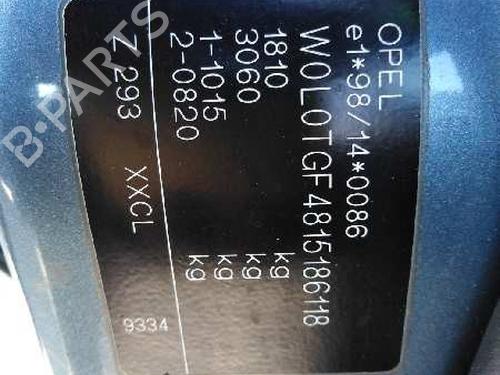 OPEL
e1*98/14*0086
W0L0TGF4815186118
1810 kg
3060 kg
1-1015 kg
2-0820 kg
Z 293 XXCL
9334
B-PARTS